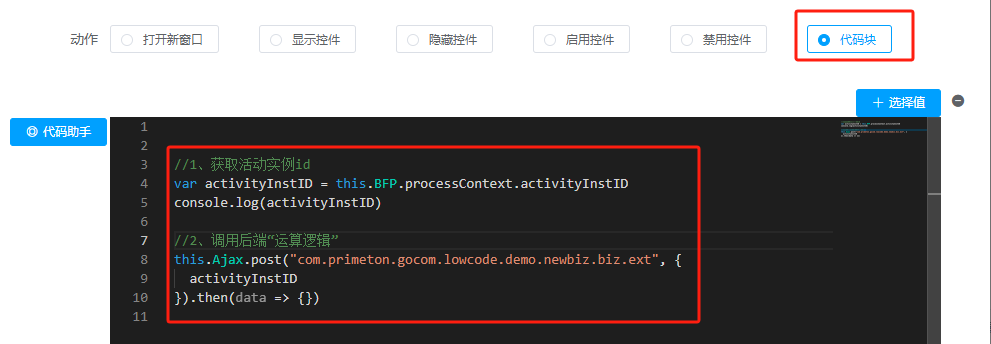 动作 打开新窗口 显示控件 隐藏控件 启用控件 禁用控件 代码块
选择值
代码助手
1
2
3 //1、获取活动实例id
4 var activityInstID = this.BFP.processContext.activityInstID
5 console.log(activityInstID)
6
7 //2、调用后端“运算逻辑”
8 this.Ajax.post("com.primeton.gocom.lowcode.demo.newbiz.biz.ext", {
9 activityInstID
10 }).then(data => {})
11